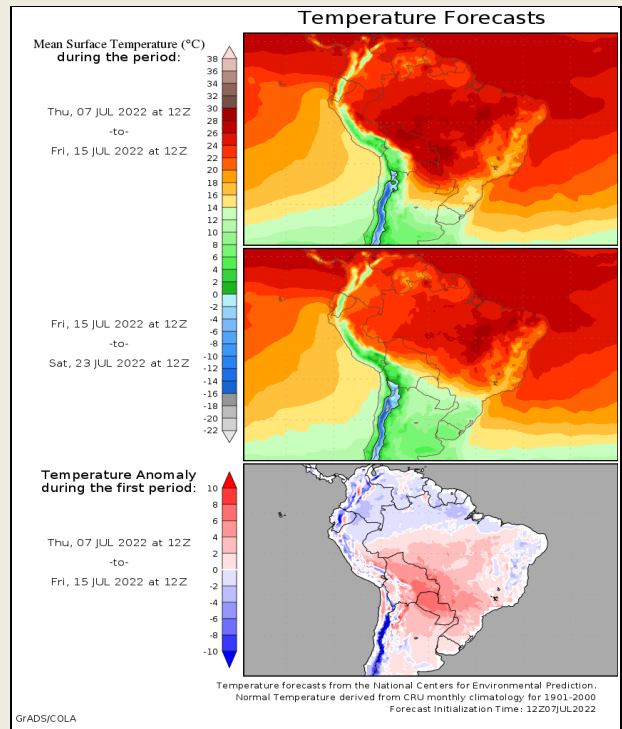 Temperature Forecasts
Mean Surface Temperature (°C)
during the period:
38
36
34
32
30
28
26
24
22
20
18
16
14
12
10
8
6
4
2
0
-2
-4
-6
-8
-10
-12
-14
-16
-18
-20
-22
Thu, 07 JUL 2022 at 12Z
-to-
Fri, 15 JUL 2022 at 12Z
Fri, 15 JUL 2022 at 12Z
-to-
Sat, 23 JUL 2022 at 12Z
Temperature Anomaly
during the first period:
10
8
6
4
2
0
-2
-4
-6
-8
-10
Thu, 07 JUL 2022 at 12Z
-to-
Fri, 15 JUL 2022 at 12Z
Temperature forecasts from the National Centers for Environmental Prediction.
Normal Temperature derived from CRU monthly climatology for 1901-2000
Forecast Initialization Time: 12Z07JUL2022
GrADS/COLA